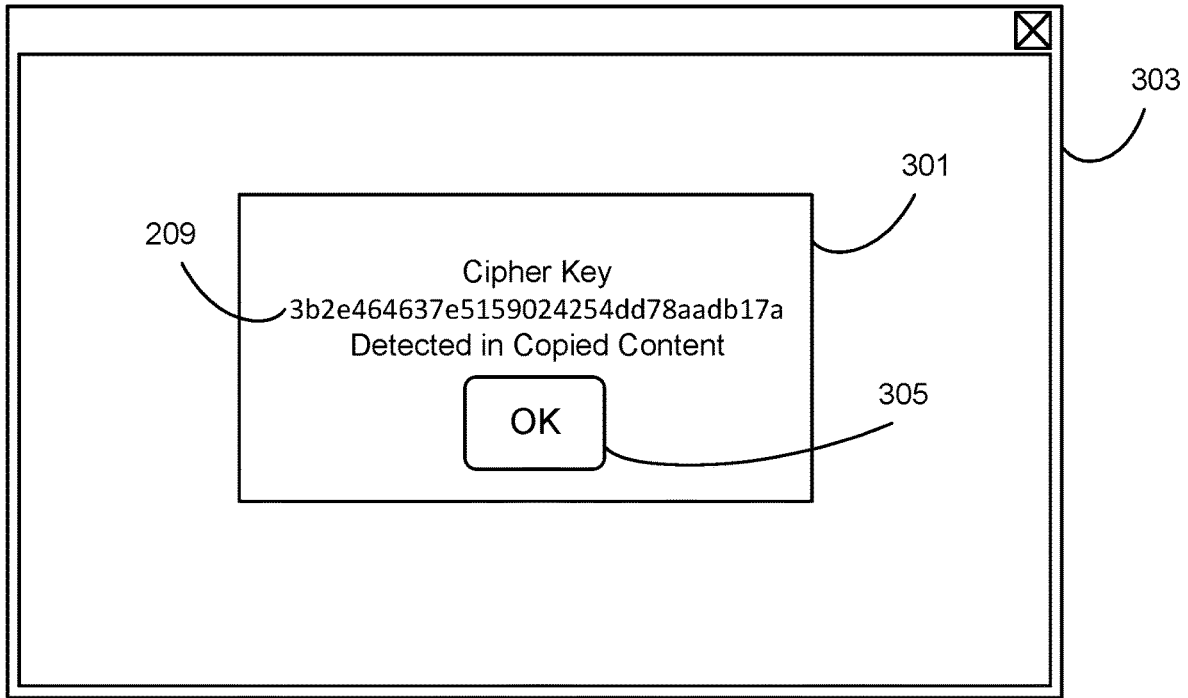 303
301
209
Cipher Key
3b2e464637e5159024254dd78aadb17a
Detected in Copied Content
305
OK